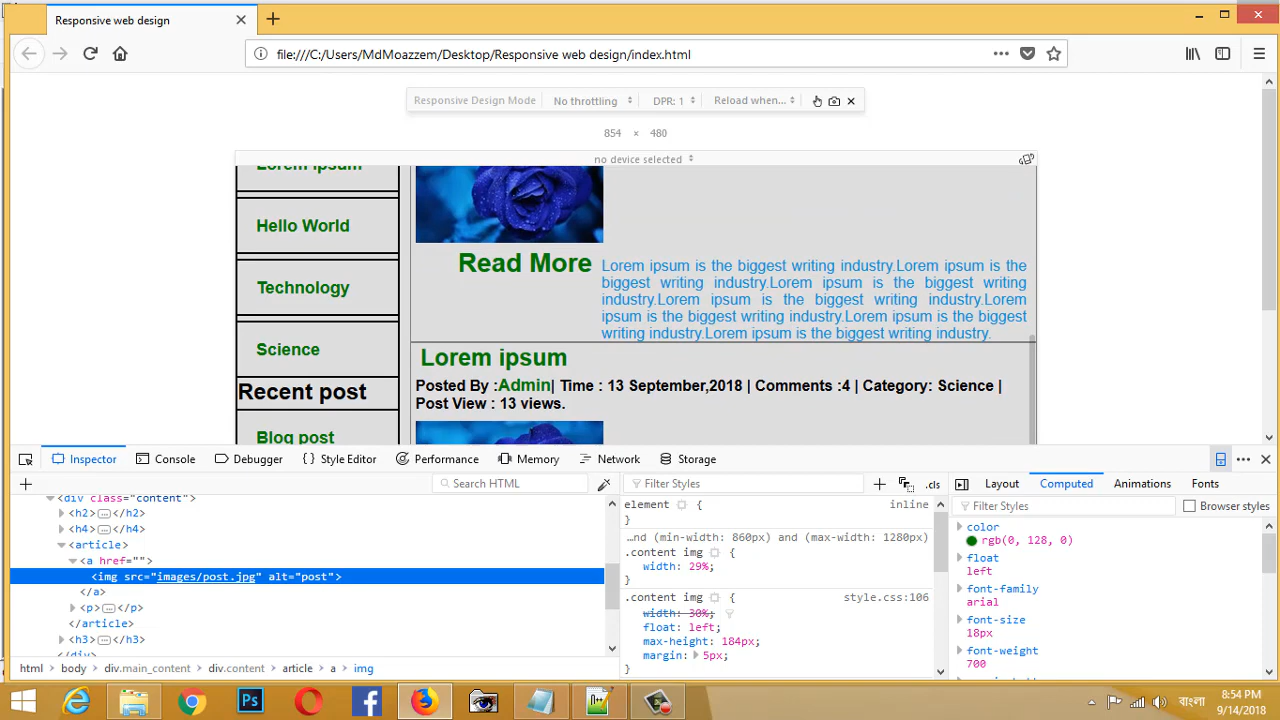 Responsive web design
file:///C:/Users/MdMoazzem/Desktop/Responsive web design/index.html
Responsive Design Mode No throttling DPR: 1 Reload when...
854 × 480
no device selected
Lorem ipsum
Hello World
Technology
Science
Recent post
Blog post
Read More
Lorem ipsum is the biggest writing industry.Lorem ipsum is the
biggest writing industry.Lorem ipsum is the biggest writing
industry.Lorem ipsum is the biggest writing industry.Lorem
ipsum is the biggest writing industry.Lorem ipsum is the
biggest writing industry.Lorem ipsum is the biggest writing industry.
Lorem ipsum
Posted By :Admin| Time : 13 September,2018 | Comments :4 | Category: Science |
Post View : 13 views.
Inspector Console Debugger { } Style Editor Performance Memory Network Storage
Search HTML
<div class="content">
<h2></h2>
<h4></h4>
<article>
<a href="">
<img src="images/post.jpg" alt="post">
</a>
<p></p>
</article>
<h3></h3>
</div>
html body div.main_content div.content article a img
Filter Styles + .cls
element { inline
}
…nd (min-width: 860px) and (max-width: 1280px)
.content img {
width: 29%;
}
.content img { style.css:106
width: 30%;
float: left;
max-height: 184px;
margin: 5px;
}
Layout Computed Animations Fonts
Filter Styles Browser styles
color
rgb(0, 128, 0)
float
left
font-family
arial
font-size
18px
font-weight
700
বাংলা
8:54 PM
9/14/2018